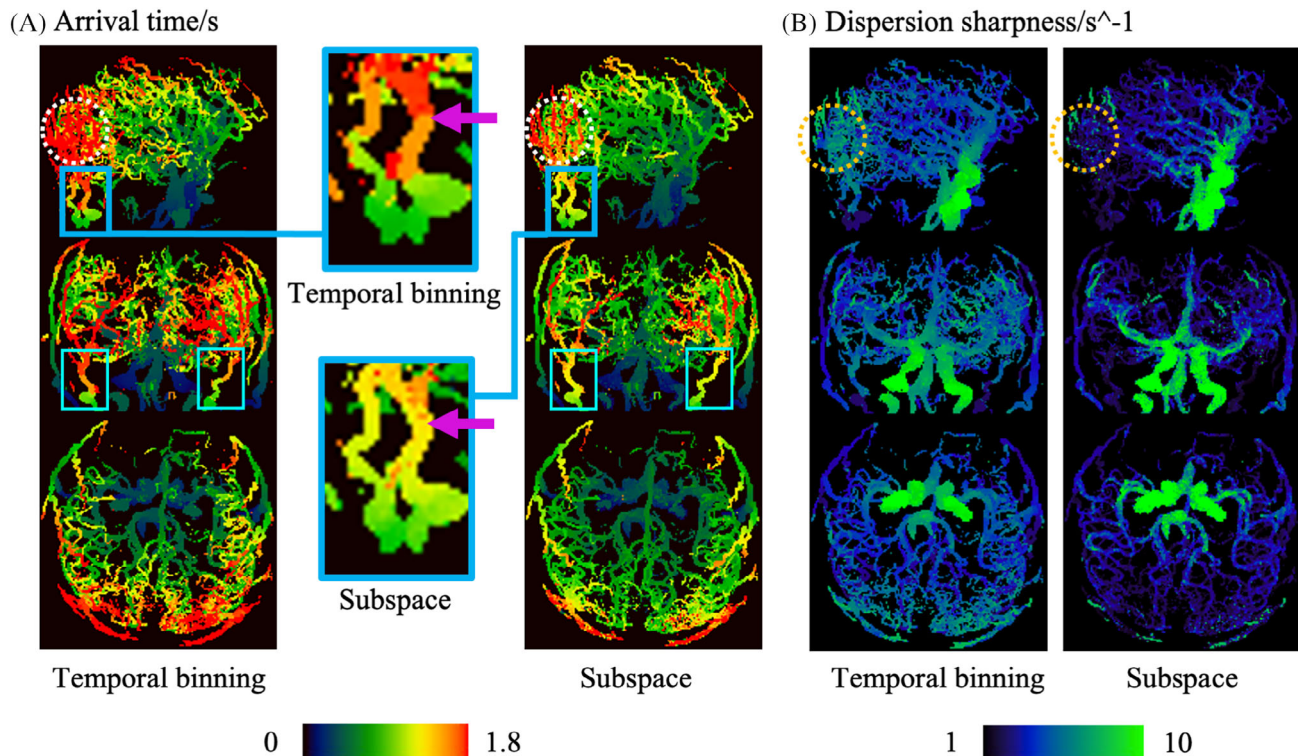 (A) Arrival time/s
(B) Dispersion sharpness/s^-1
Temporal binning
Subspace
Temporal binning
Subspace
Temporal binning
Subspace
0
1.8
1
10